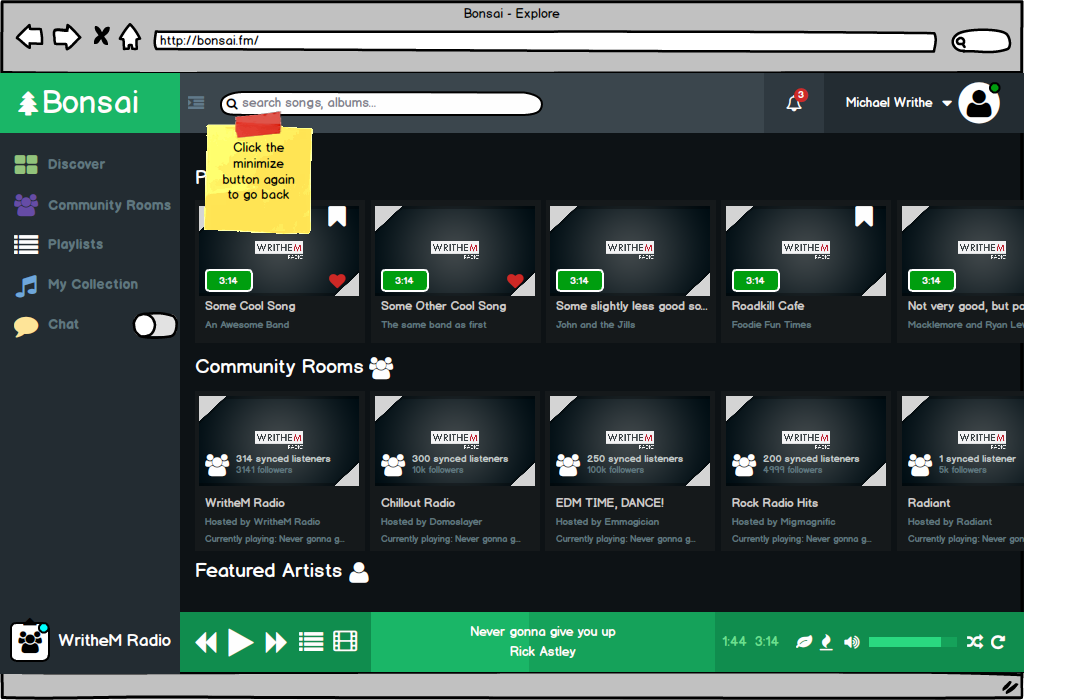 Bonsai - Explore
http://bonsai.fm/
Bonsai
search songs, albums...
3
Michael Writhe
Click the
minimize
button again
to go back
Discover
Community Rooms
Playlists
My Collection
Chat
P
WRITHEM RADIO
WRITHEM RADIO
WRITHEM RADIO
WRITHEM RADIO
WRITHEM RADIO
3:14
3:14
3:14
3:14
3:14
Some Cool Song
Some Other Cool Song
Some slightly less good so...
Roadkill Cafe
Not very good, but po
An Awesome Band
The same band as first
John and the Jills
Foodie Fun Times
Macklemore and Ryan Lew
Community Rooms
WRITHEM RADIO
WRITHEM RADIO
WRITHEM RADIO
WRITHEM RADIO
WRITHEM RADIO
314 synced listeners
3141 followers
300 synced listeners
10k followers
250 synced listeners
100k followers
200 synced listeners
4999 followers
1 synced listener
5k followers
WritheM Radio
Hosted by WritheM Radio
Currently playing: Never gonna g...
Chillout Radio
Hosted by Domoslayer
Currently playing: Never gonna g...
EDM TIME, DANCE!
Hosted by Emmagician
Currently playing: Never gonna g...
Rock Radio Hits
Hosted by Migmagnific
Currently playing: Never gonna g...
Radiant
Hosted by Radiant
Currently playing: Never gon
Featured Artists
WritheM Radio
Never gonna give you up
Rick Astley
1:44 3:14